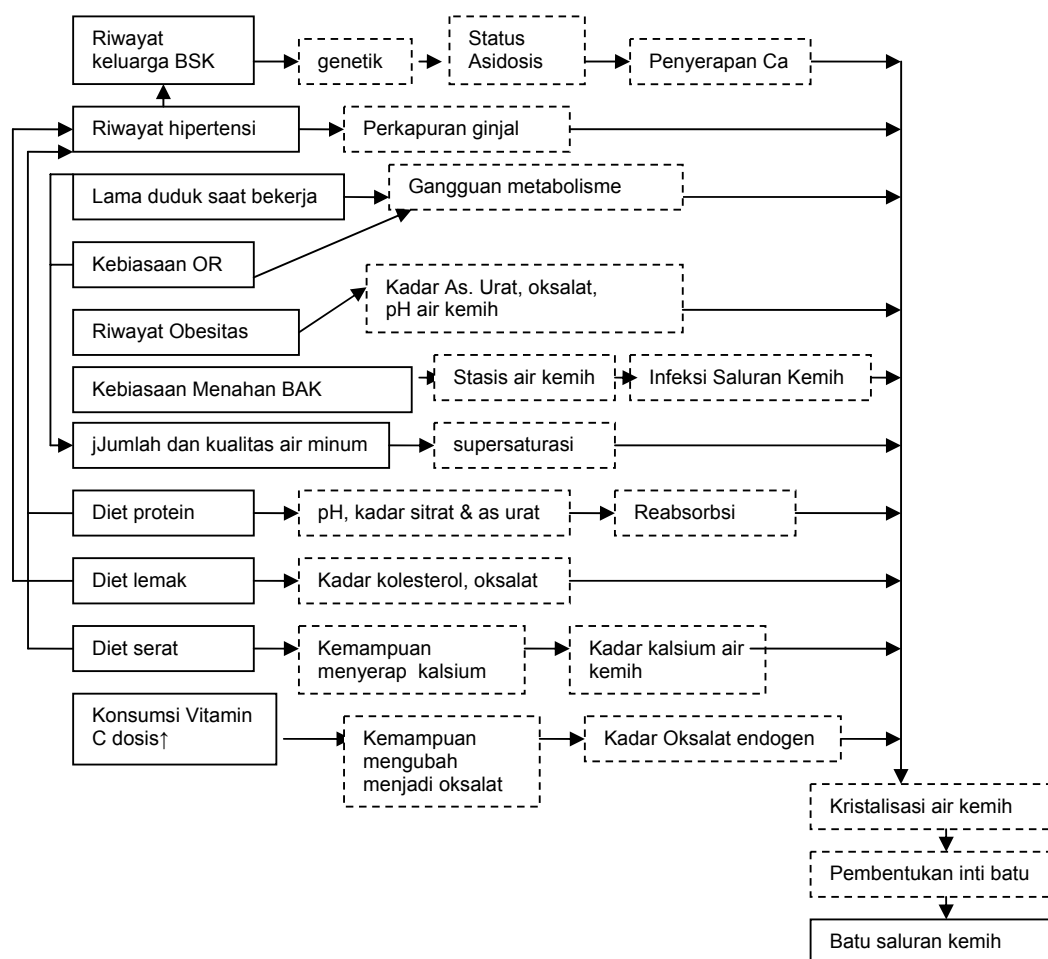 Riwayat
keluarga BSK
genetik
Status
Asidosis
Penyerapan Ca
Riwayat hipertensi
Perkapuran ginjal
Lama duduk saat bekerja
Gangguan metabolisme
Kebiasaan OR
Riwayat Obesitas
Kadar As. Urat, oksalat,
pH air kemih
Kebiasaan Menahan BAK
Stasis air kemih
Infeksi Saluran Kemih
jJumlah dan kualitas air minum
supersaturasi
Diet protein
pH, kadar sitrat & as urat
Reabsorbsi
Diet lemak
Kadar kolesterol, oksalat
Diet serat
Kemampuan
menyerap kalsium
Kadar kalsium air
kemih
Konsumsi Vitamin
C dosis↑
Kemampuan
mengubah
menjadi oksalat
Kadar Oksalat endogen
Kristalisasi air kemih
Pembentukan inti batu
Batu saluran kemih